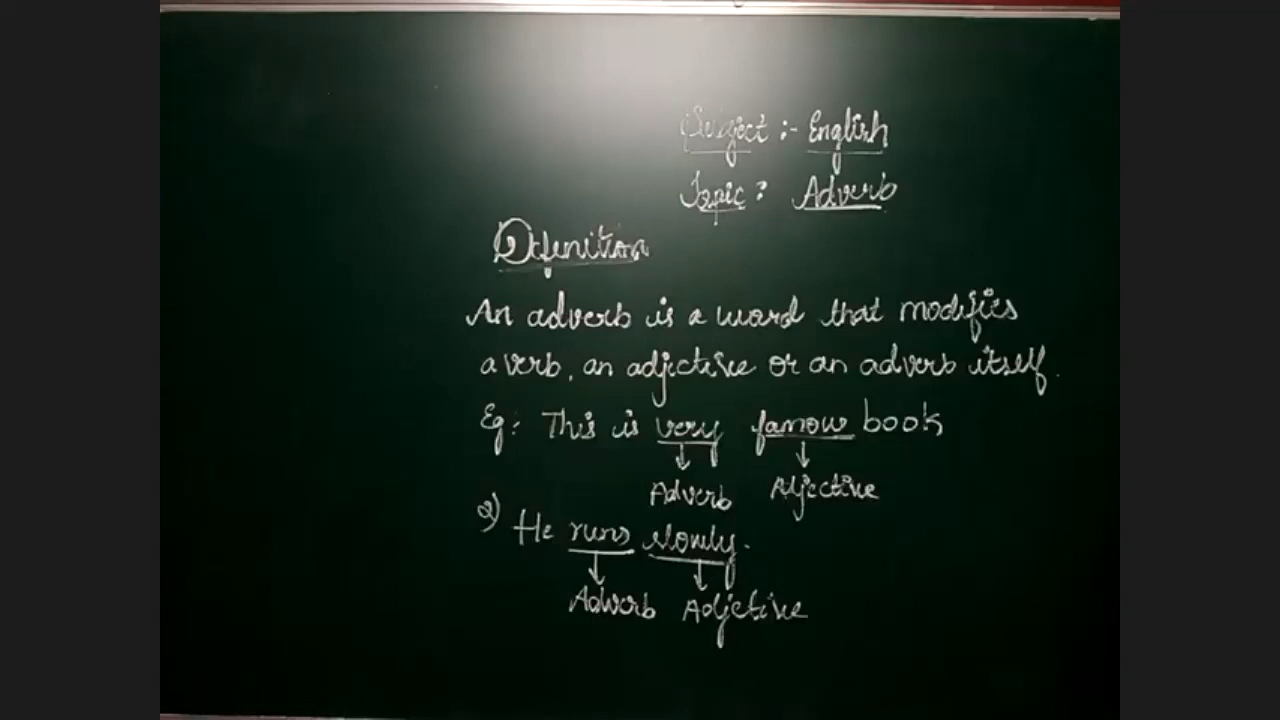 Subject :- English
Topic : Adverb
Definition
An adverb is a word that modifies
a verb, an adjective or an adverb itself.
Eg: This is very famous book
Adverb Adjective
2) He runs slowly.
Adverb Adjective